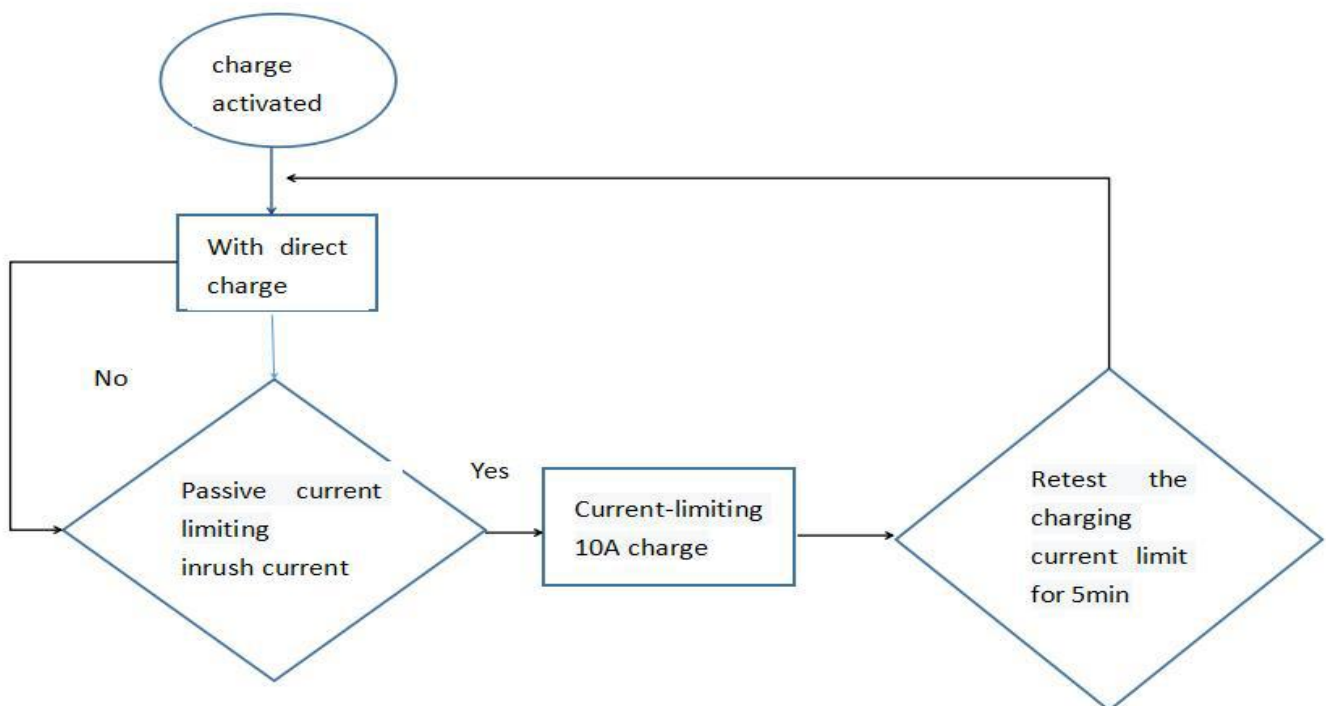 charge
activated
With direct
charge
No
Passive current
limiting
inrush current
Yes
Current-limiting
10A charge
Retest the
charging
current limit
for 5min